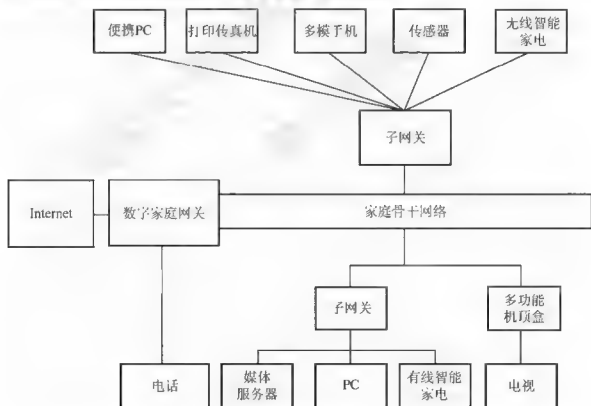 便携PC
打印传真机
多模手机
传感器
无线智能
家电
子网关
Internet
数字家庭网关
家庭骨干网络
子网关
多功能
机顶盒
电话
媒体
服务器
PC
有线智能
家电
电视